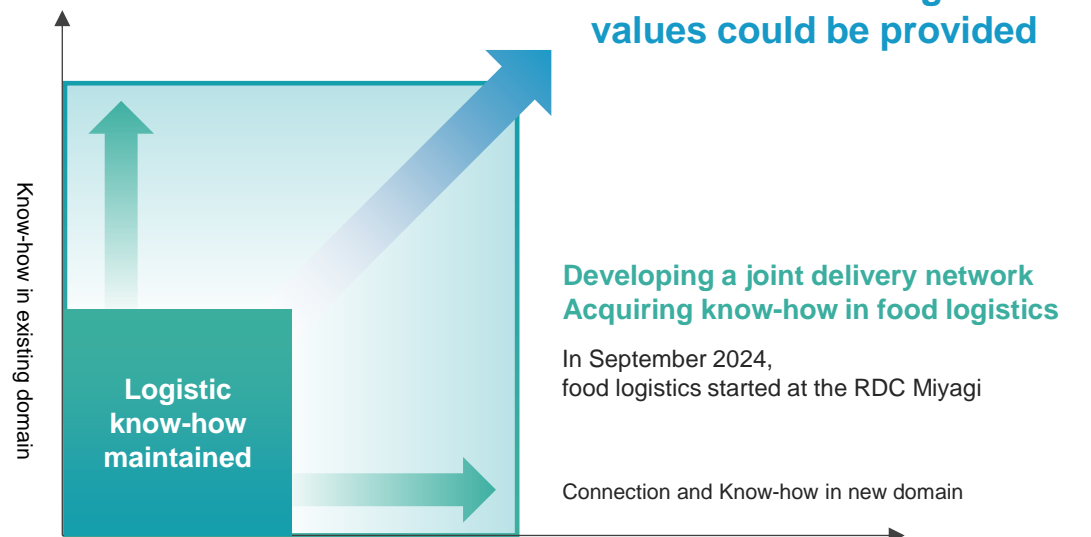 values could be provided
Know-how in existing domain
Developing a joint delivery network
Acquiring know-how in food logistics
In September 2024,
food logistics started at the RDC Miyagi
Logistic
know-how
maintained
Connection and Know-how in new domain